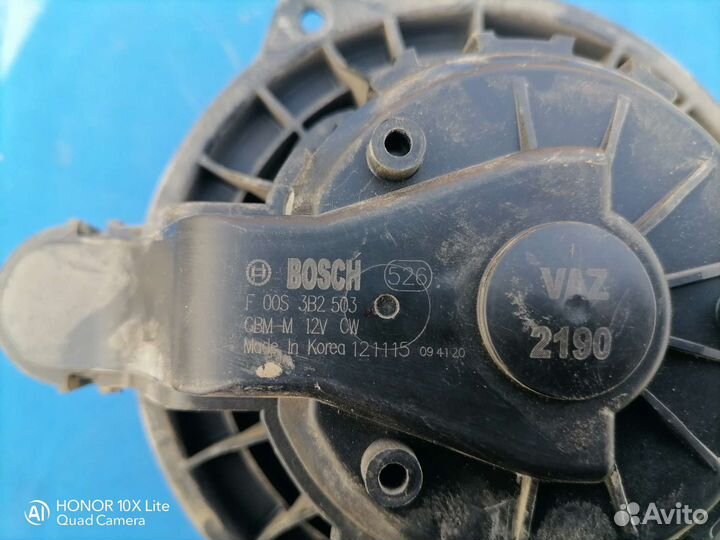 BOSCH 526
F 00S 3B2 503
CBM-M 12V CW
Made In Korea 121115 094120
VAZ
2190
HONOR 10X Lite
Quad Camera
AI
Avito